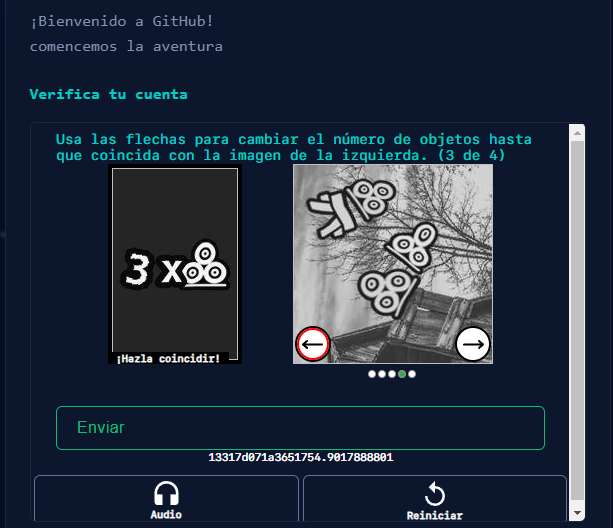 ¡Bienvenido a GitHub!
comencemos la aventura
Verifica tu cuenta
Usa las flechas para cambiar el número de objetos hasta
que coincida con la imagen de la izquierda. (3 de 4)
3 x
¡Hazla coincidir!
Enviar
13317d071a3651754.9017888801
Audio
Reiniciar